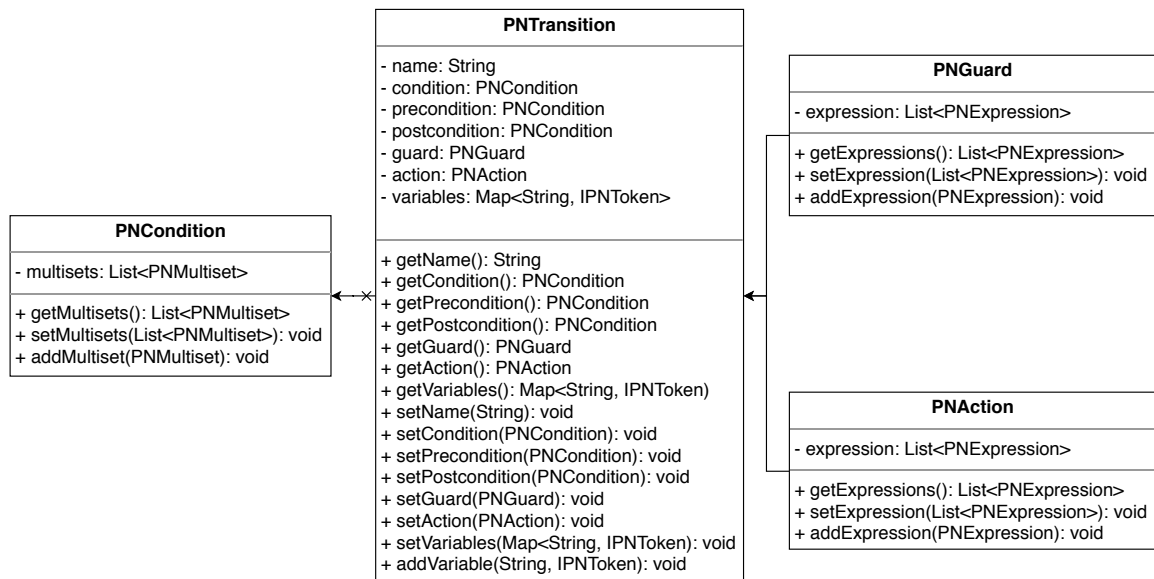 PNTransition
- name: String
- condition: PNCondition
- precondition: PNCondition
- postcondition: PNCondition
- guard: PNGuard
- action: PNAction
- variables: Map<String, IPNToken>
+ getName(): String
+ getCondition(): PNCondition
+ getPrecondition(): PNCondition
+ getPostcondition(): PNCondition
+ getGuard(): PNGuard
+ getAction(): PNAction
+ getVariables(): Map<String, IPNToken)
+ setName(String): void
+ setCondition(PNCondition): void
+ setPrecondition(PNCondition): void
+ setPostcondition(PNCondition): void
+ setGuard(PNGuard): void
+ setAction(PNAction): void
+ setVariables(Map<String, IPNToken): void
+ addVariable(String, IPNToken): void
PNCondition
- multisets: List<PNMultiset>
+ getMultisets(): List<PNMultiset>
+ setMultisets(List<PNMultiset>): void
+ addMultiset(PNMultiset): void
PNGuard
- expression: List<PNExpression>
+ getExpressions(): List<PNExpression>
+ setExpression(List<PNExpression>): void
+ addExpression(PNExpression): void
PNAction
- expression: List<PNExpression>
+ getExpressions(): List<PNExpression>
+ setExpression(List<PNExpression>): void
+ addExpression(PNExpression): void